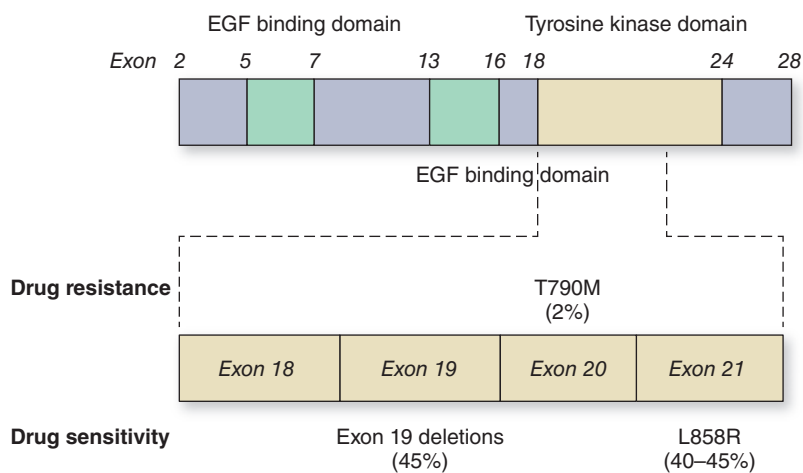 EGF binding domain Tyrosine kinase domain
Exon 2 5 7 13 16 18 24 28
EGF binding domain
Drug resistance T790M
(2%)
Exon 18 Exon 19 Exon 20 Exon 21
Drug sensitivity Exon 19 deletions L858R
(45%) (40–45%)